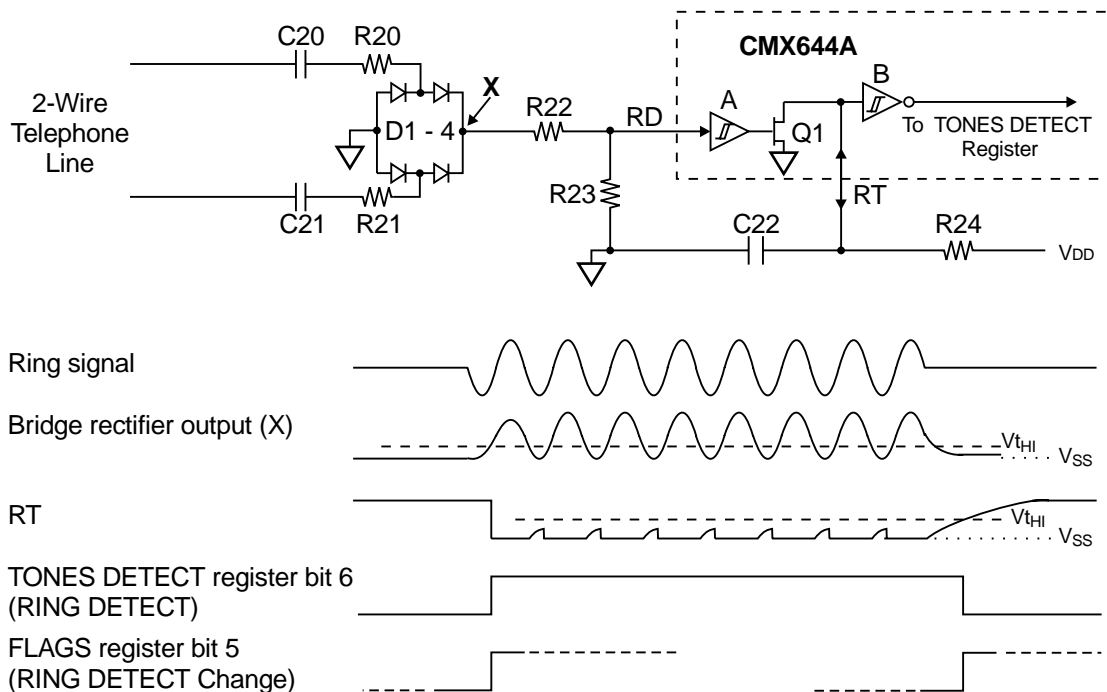 C20
R20
2-Wire
Telephone
Line
D1 - 4
X
C21
R21
R22
RD
R23
CMX644A
A
B
Q1
To TONES DETECT
Register
RT
C22
R24
VDD
Ring signal
Bridge rectifier output (X)
VtHI
VSS
RT
VtHI
VSS
TONES DETECT register bit 6
(RING DETECT)
FLAGS register bit 5
(RING DETECT Change)